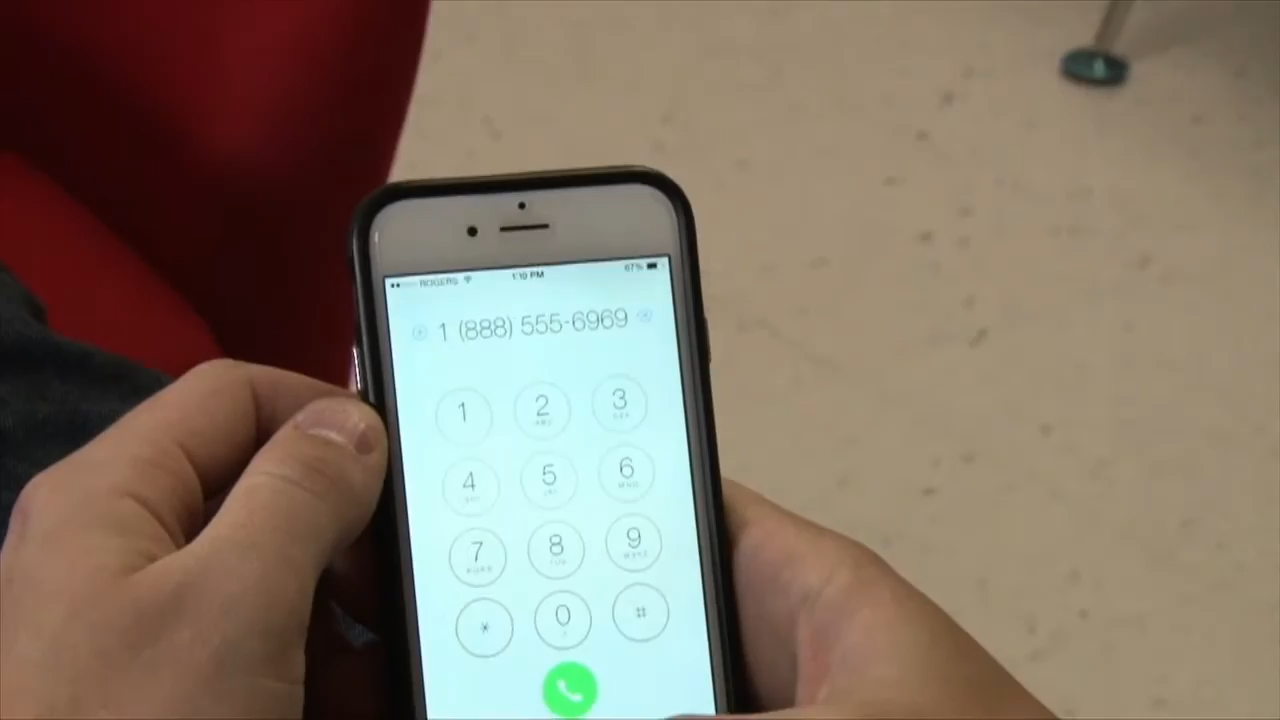 ROGERS 1:10 PM 67%
1 (888) 555-6969
1 2 3
ABC DEF
4 5 6
GHI JKL MNO
7 8 9
PQRS TUV WXYZ
* 0 #
+